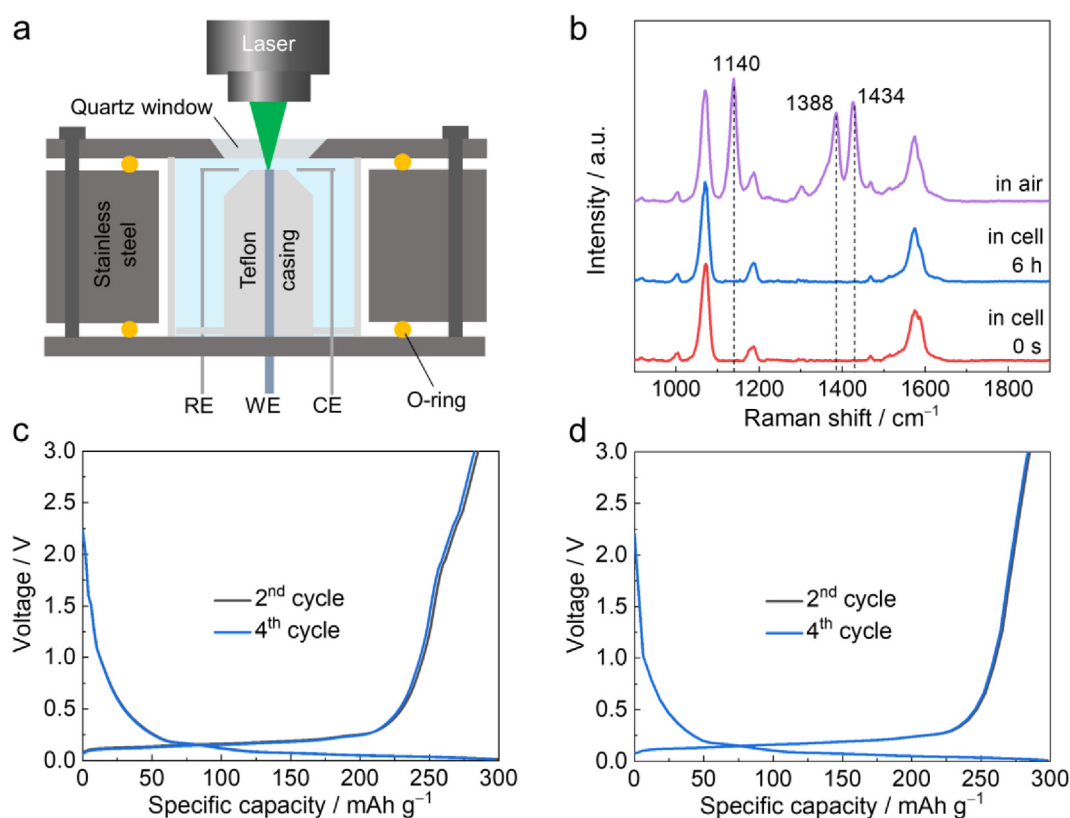 a
Laser
Quartz window
Stainless
steel
Teflon
casing
RE
WE
CE
O-ring
b
1140
1388
1434
in air
in cell
6 h
in cell
0 s
Intensity / a.u.
1000
1200
1400
1600
1800
Raman shift / cm⁻¹
c
3.0
2.5
2.0
1.5
1.0
0.5
0.0
Voltage / V
2nd cycle
4th cycle
0
50
100
150
200
250
300
Specific capacity / mAh g⁻¹
d
3.0
2.5
2.0
1.5
1.0
0.5
0.0
Voltage / V
2nd cycle
4th cycle
0
50
100
150
200
250
300
Specific capacity / mAh g⁻¹